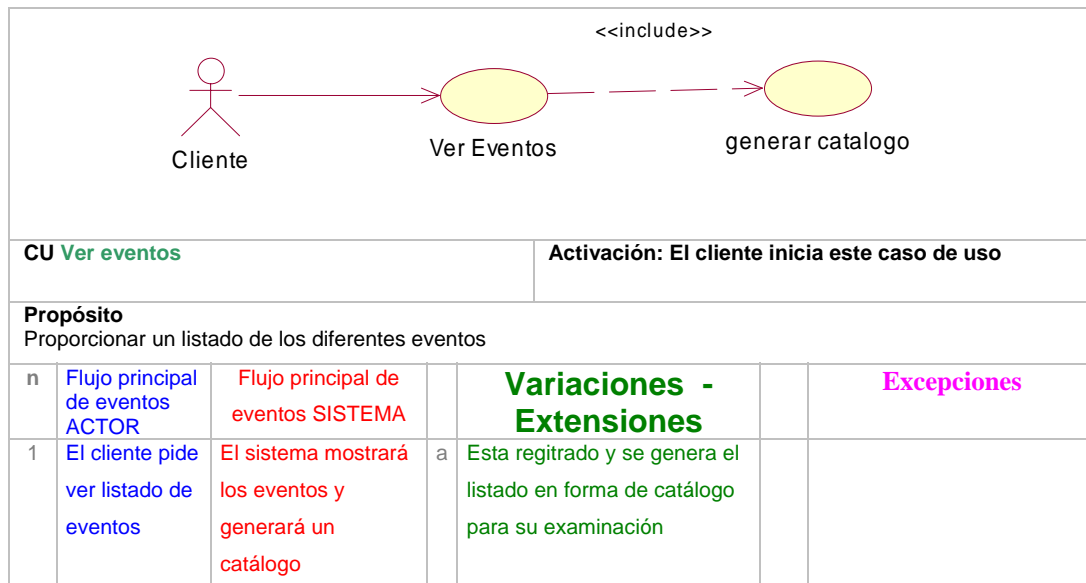 <<include>>
Cliente
Ver Eventos
generar catalogo
CU Ver eventos
Activación: El cliente inicia este caso de uso
Propósito
Proporcionar un listado de los diferentes eventos
n
Flujo principal
de eventos
ACTOR
Flujo principal de
eventos SISTEMA
Variaciones -
Extensiones
Excepciones
1
El cliente pide
ver listado de
eventos
El sistema mostrará
los eventos y
generará un
catálogo
a
Esta regitrado y se genera el
listado en forma de catálogo
para su examinación